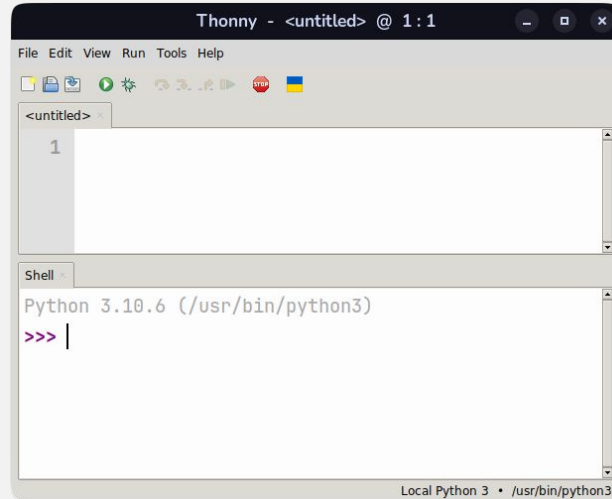 Thonny - <untitled> @ 1:1
File Edit View Run Tools Help
STOP
<untitled>
1
Shell
Python 3.10.6 (/usr/bin/python3)
>>>
Local Python 3 • /usr/bin/python3